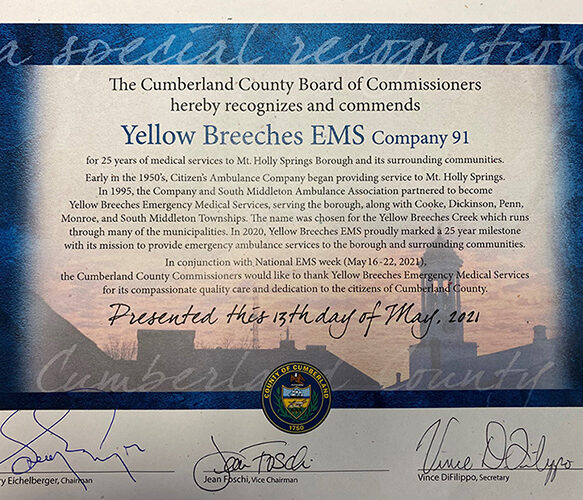 a special recognition
The Cumberland County Board of Commissioners
hereby recognizes and commends
Yellow Breeches EMS Company 91
for 25 years of medical services to Mt. Holly Springs Borough and its surrounding communities.
Early in the 1950's, Citizen's Ambulance Company began providing service to Mt. Holly Springs.
In 1995, the Company and South Middleton Ambulance Association partnered to become
Yellow Breeches Emergency Medical Services, serving the borough, along with Cooke, Dickinson, Penn,
Monroe, and South Middleton Townships. The name was chosen for the Yellow Breeches Creek which runs
through many of the municipalities. In 2020, Yellow Breeches EMS proudly marked a 25 year milestone
with its mission to provide emergency ambulance services to the borough and surrounding communities.
In conjunction with National EMS week (May 16 - 22, 2021),
the Cumberland County Commissioners would like to thank Yellow Breeches Emergency Medical Services
for its compassionate quality care and dedication to the citizens of Cumberland County.
Presented this 13th day of May, 2021
Cumberland County
COUNTY OF CUMBERLAND
1750
Jean Foschi
Vince DiFilippo
ry Eichelberger, Chairman
Jean Foschi, Vice Chairman
Vince DiFilippo, Secretary